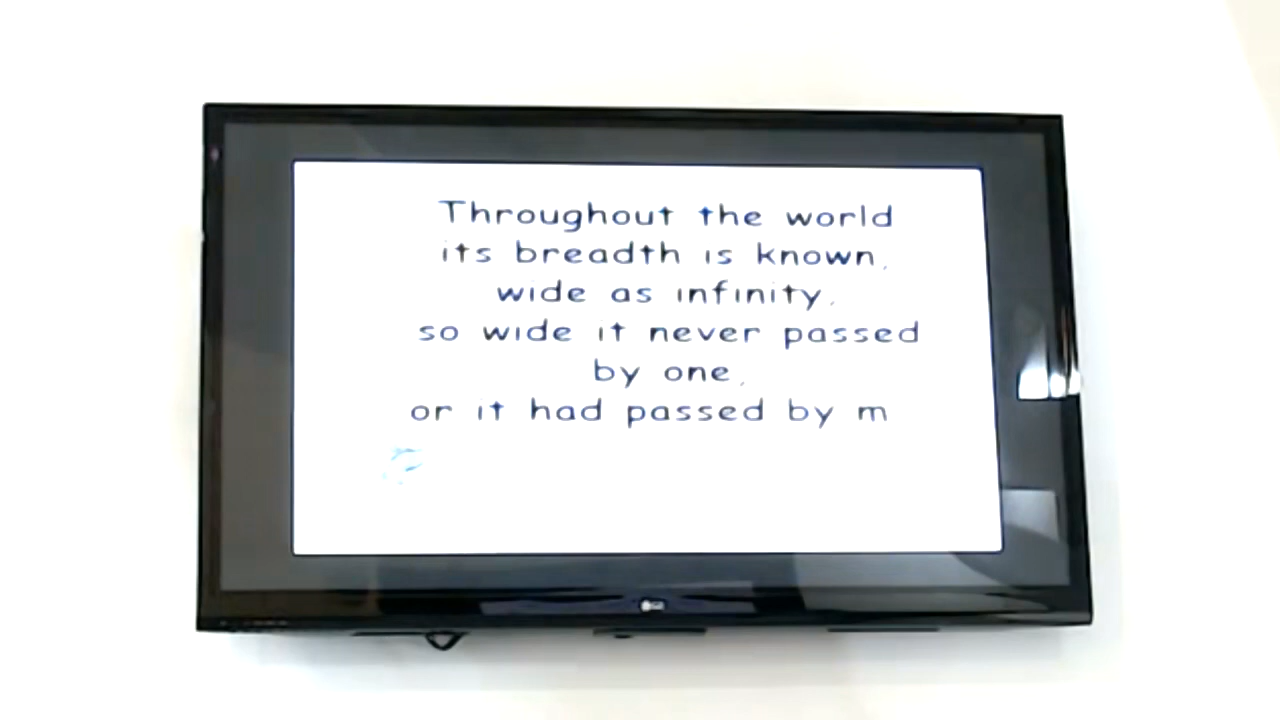 Throughout the world
its breadth is known,
wide as infinity,
so wide it never passed
by one,
or it had passed by m
LG